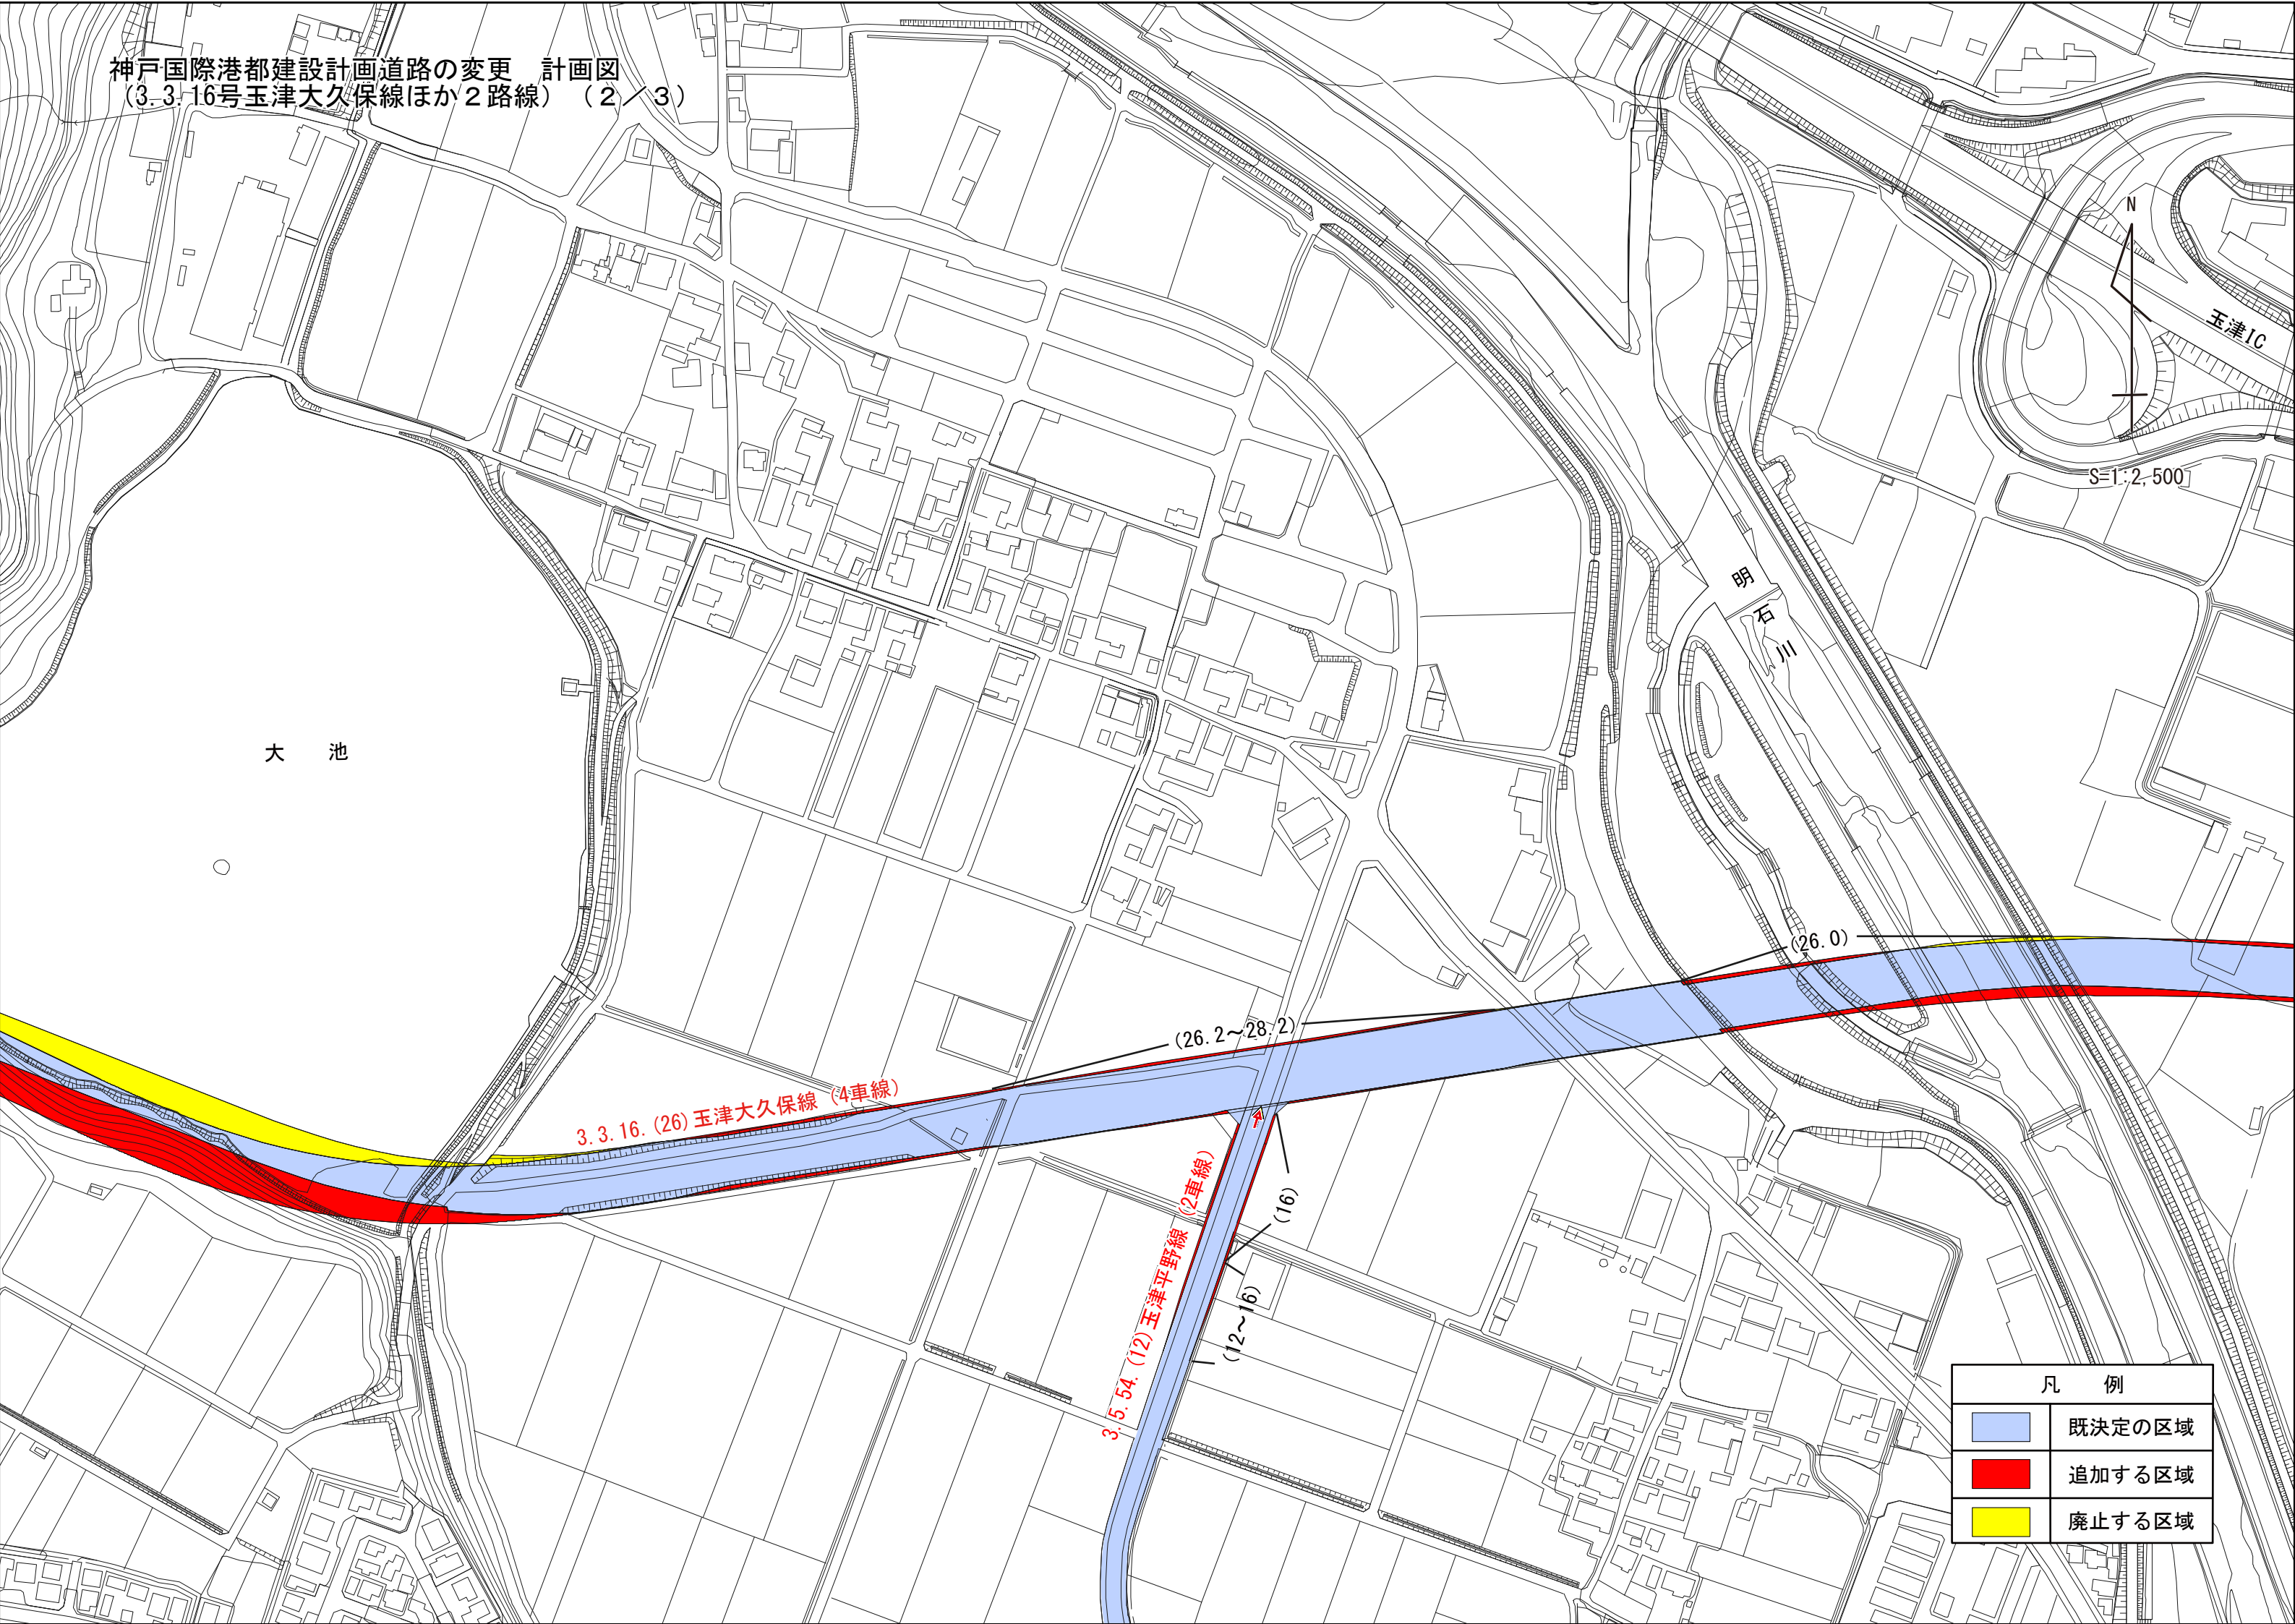 神戸国際港都建設計画道路の変更　計画図
（3.3.16号玉津大久保線ほか２路線）（２／３）
N
玉津IC
S=1:2,500
明石川
大　池
(26.0)
(26.2～28.2)
3.3.16.(26)玉津大久保線（4車線）
3.5.54.(12)玉津平野線（2車線）
(16)
(12～16)
凡　例
既決定の区域
追加する区域
廃止する区域